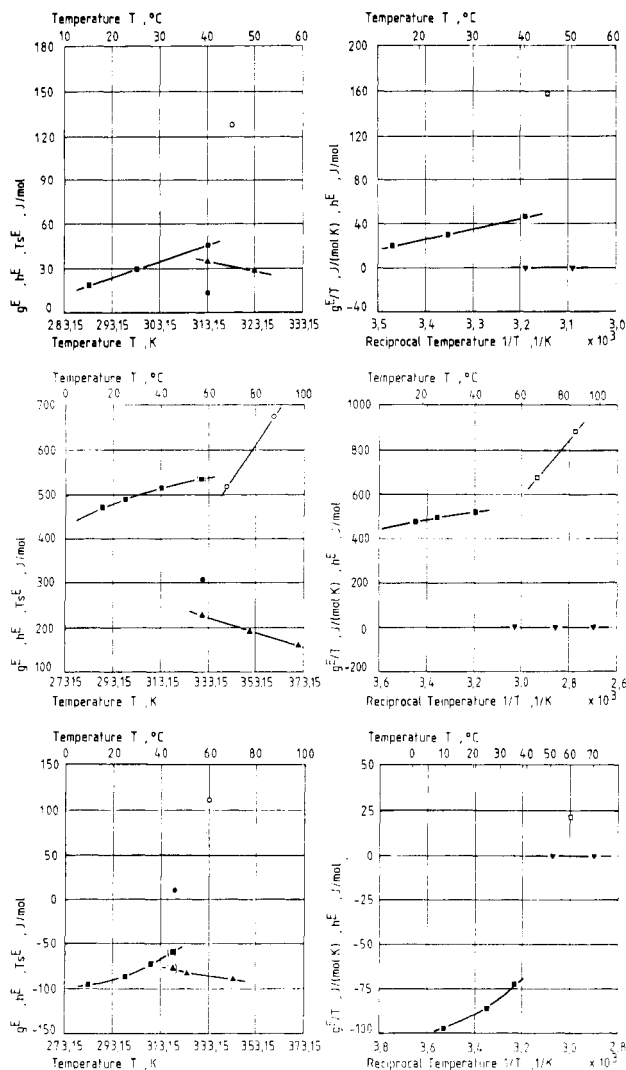 Temperature T , °C
10 20 30 40 50 60
180
150
120
90
60
30
0
g^E , h^E , Ts^E , J/mol
283,15 293,15 303,15 313,15 323,15 333,15
Temperature T , K
Temperature T , °C
20 30 40 50 60
200
160
120
80
40
0
-40
g^E/T , J/(mol K) , h^E , J/mol
3,5 3,4 3,3 3,2 3,1 3,0
Reciprocal Temperature 1/T , 1/K × 10^3
Temperature T , °C
0 20 40 60 80 100
700
600
500
400
300
200
100
g^E , h^E , Ts^E , J/mol
273,15 293,15 313,15 333,15 353,15 373,15
Temperature T , K
Temperature T , °C
0 20 40 60 80 100
1000
800
600
400
200
0
-200
g^E/T , J/(mol K) , h^E , J/mol
3,6 3,4 3,2 3,0 2,8 2,6
Reciprocal Temperature 1/T , 1/K × 10^3
Temperature T , °C
0 20 40 60 80 100
150
100
50
0
-50
-100
-150
g^E , h^E , Ts^E , J/mol
273,15 293,15 313,15 333,15 353,15 373,15
Temperature T , K
Temperature T , °C
0 10 20 30 40 50 60 70
50
25
0
-25
-50
-75
-100
g^E/T , J/(mol K) , h^E , J/mol
3,8 3,6 3,4 3,2 3,0 2,8
Reciprocal Temperature 1/T , 1/K × 10^3